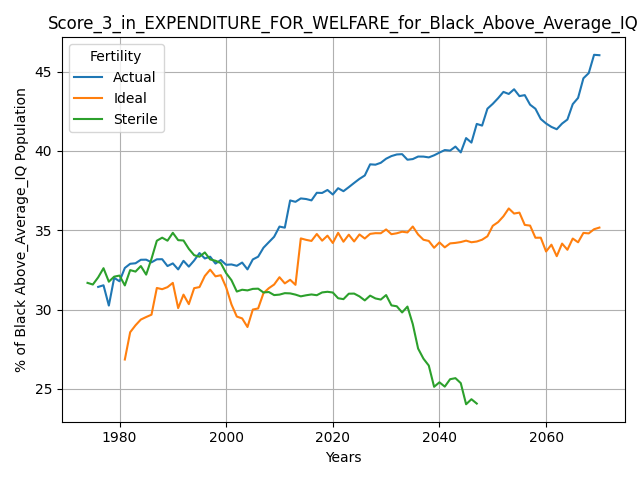 Score_3_in_EXPENDITURE_FOR_WELFARE_for_Black_Above_Average_IQ
Fertility
Actual
Ideal
Sterile
% of Black Above_Average_IQ Population
45
40
35
30
25
1980
2000
2020
2040
2060
Years